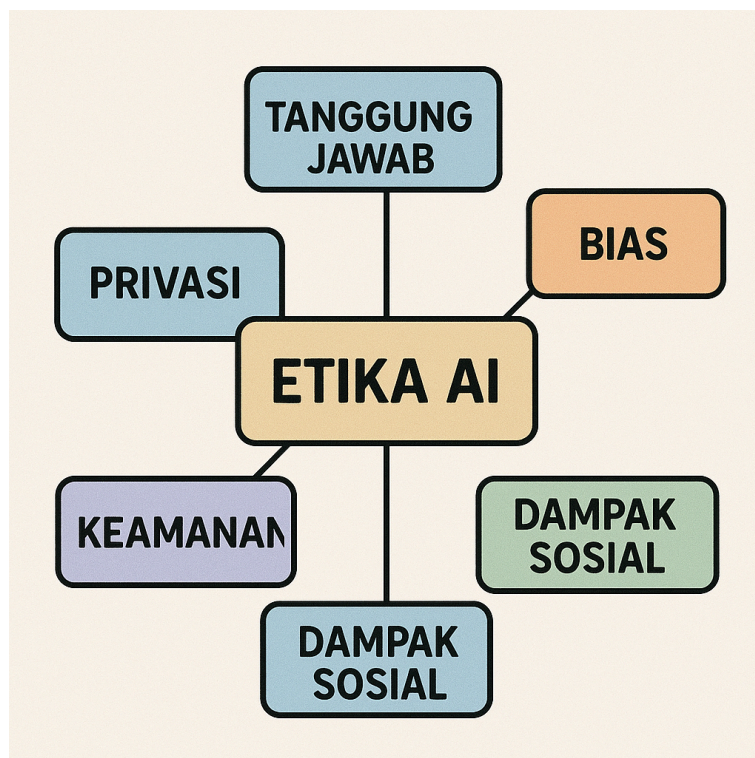 TANGGUNG
JAWAB
BIAS
PRIVASI
ETIKA AI
KEAMANAN
DAMPAK
SOSIAL
DAMPAK
SOSIAL